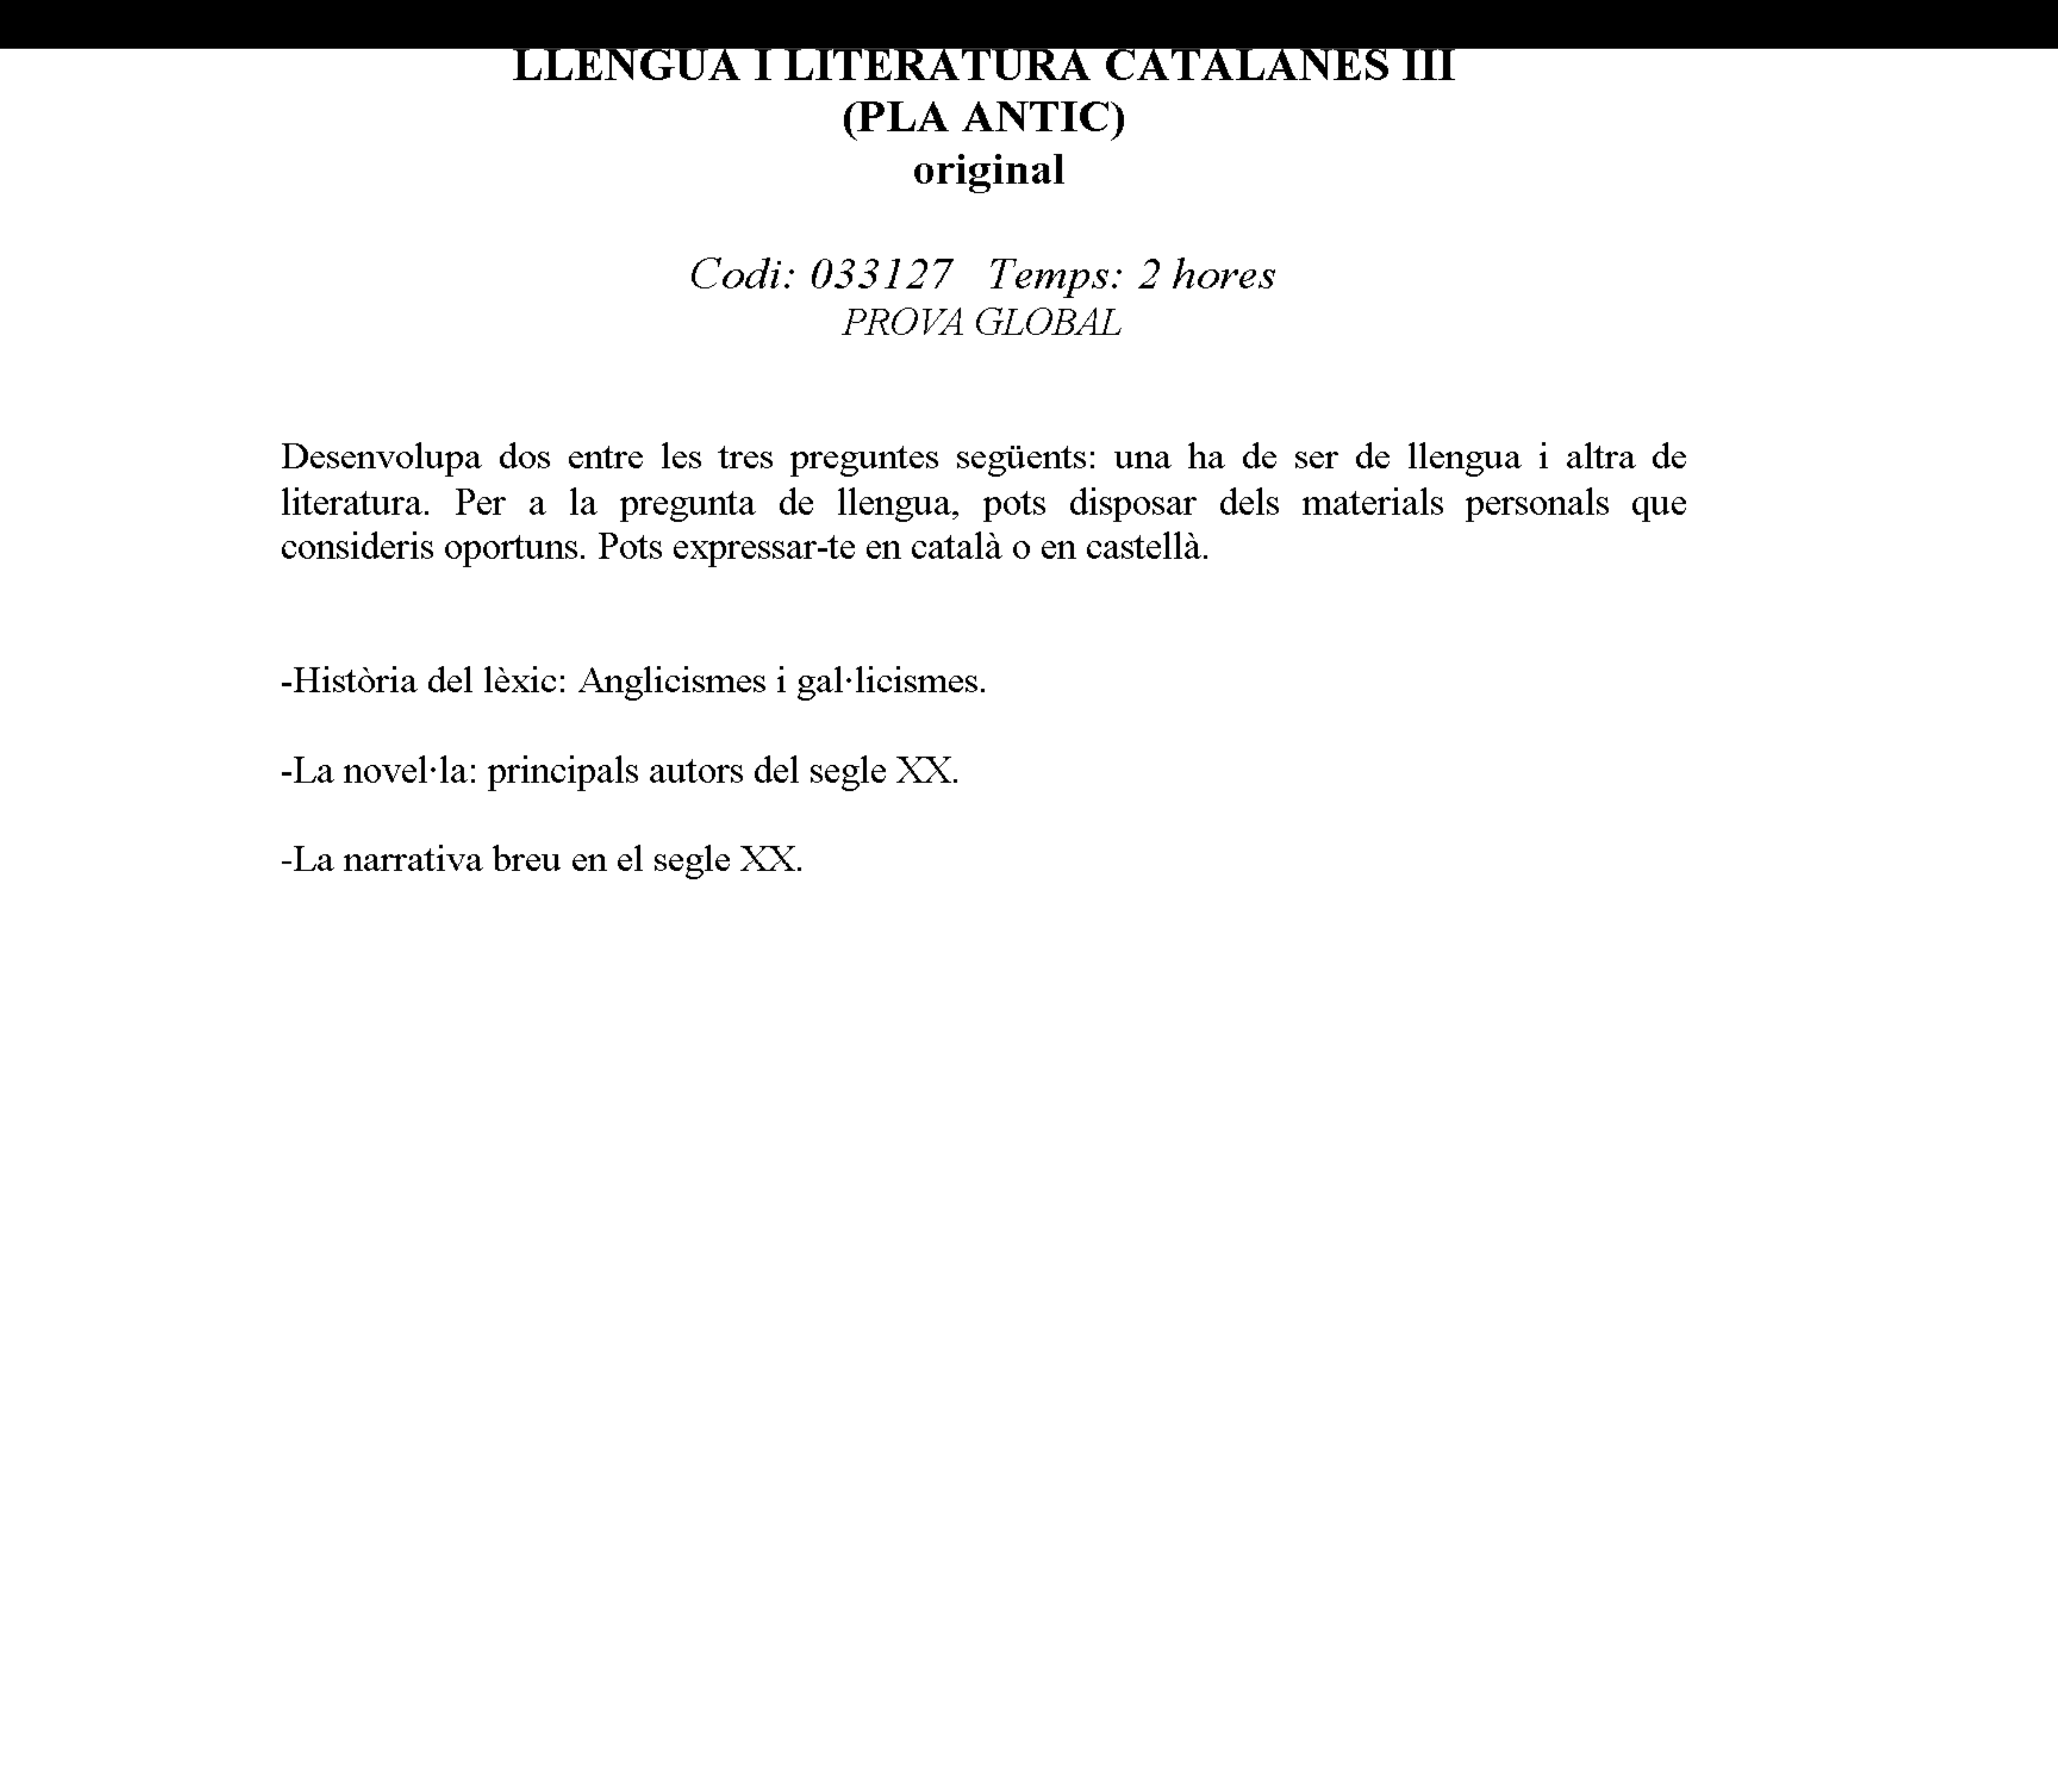 LLENGUA I LITERATURA CATALANES III
(PLA ANTIC)
original
Codi: 033127 Temps: 2 hores
PROVA GLOBAL
Desenvolupa dos entre les tres preguntes següents: una ha de ser de llengua i altra de
literatura. Per a la pregunta de llengua, pots disposar dels materials personals que
consideris oportuns. Pots expressar-te en català o en castellà.
-Història del lèxic: Anglicismes i gal·licismes.
-La novel·la: principals autors del segle XX.
-La narrativa breu en el segle XX.